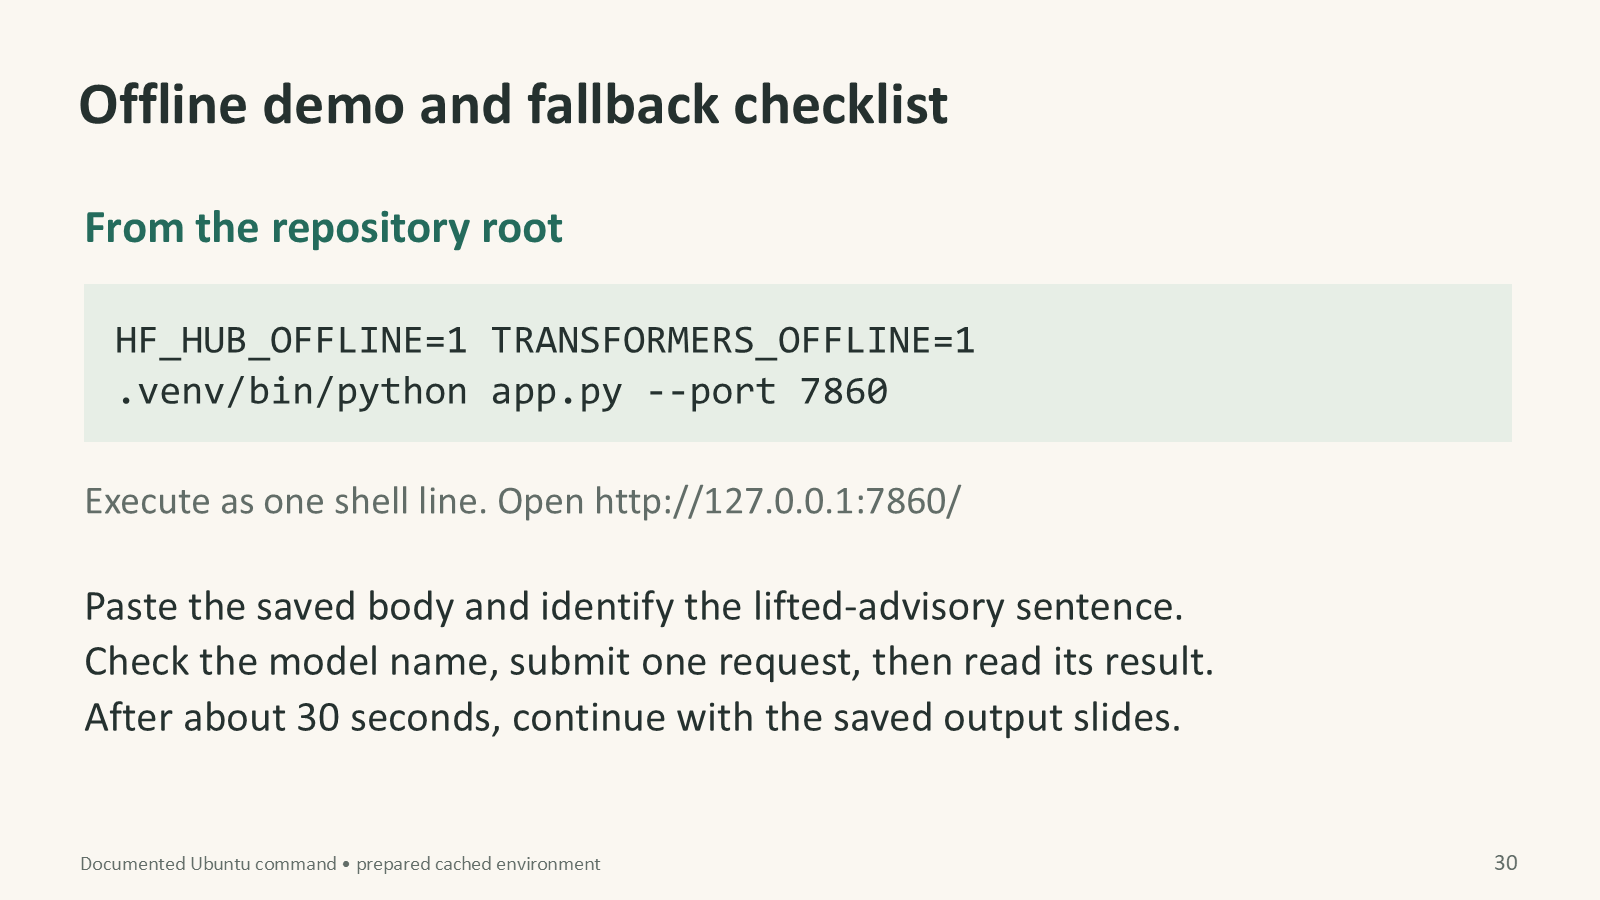 Offline demo and fallback checklist
From the repository root
HF_HUB_OFFLINE=1 TRANSFORMERS_OFFLINE=1
.venv/bin/python app.py --port 7860
Execute as one shell line. Open http://127.0.0.1:7860/
Paste the saved body and identify the lifted-advisory sentence.
Check the model name, submit one request, then read its result.
After about 30 seconds, continue with the saved output slides.
Documented Ubuntu command • prepared cached environment
30